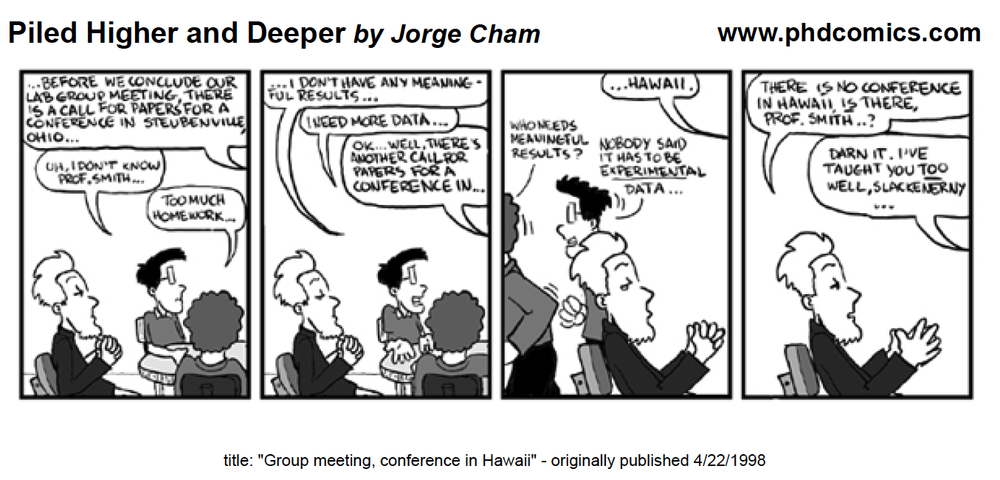 Piled Higher and Deeper by Jorge Cham
www.phdcomics.com
...BEFORE WE CONCLUDE OUR
LAB GROUP MEETING, THERE
IS A CALL FOR PAPERS FOR A
CONFERENCE IN STEUBENVILLE,
OHIO...
UH, I DON'T KNOW
PROF. SMITH...
TOO MUCH
HOMEWORK...
...I DON'T HAVE ANY MEANING-
FUL RESULTS...
I NEED MORE DATA....
OK... WELL, THERE'S
ANOTHER CALL FOR
PAPERS FOR A
CONFERENCE IN...
...HAWAII.
WHO NEEDS
MEANINGFUL
RESULTS?
NOBODY SAID
IT HAS TO BE
EXPERIMENTAL
DATA...
THERE IS NO CONFERENCE
IN HAWAII, IS THERE,
PROF. SMITH..?
DARN IT. I'VE
TAUGHT YOU TOO
WELL, SLACKENERNY
...
title: "Group meeting, conference in Hawaii" - originally published 4/22/1998